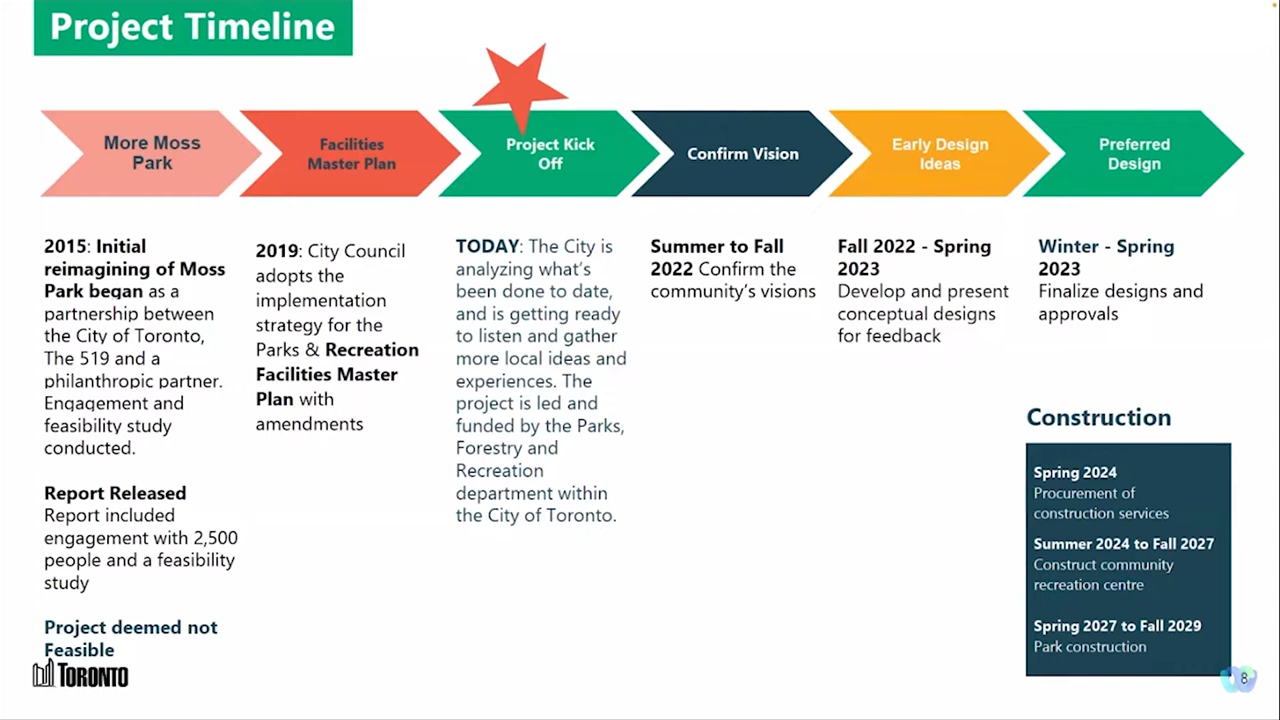 Project Timeline
More Moss
Park
Facilities
Master Plan
Project Kick
Off
Confirm Vision
Early Design
Ideas
Preferred
Design
2015: Initial
reimagining of Moss
Park began as a
partnership between
the City of Toronto,
The 519 and a
philanthropic partner.
Engagement and
feasibility study
conducted.
Report Released
Report included
engagement with 2,500
people and a feasibility
study
Project deemed not
Feasible
2019: City Council
adopts the
implementation
strategy for the
Parks & Recreation
Facilities Master
Plan with
amendments
TODAY: The City is
analyzing what's
been done to date,
and is getting ready
to listen and gather
more local ideas and
experiences. The
project is led and
funded by the Parks,
Forestry and
Recreation
department within
the City of Toronto.
Summer to Fall
2022 Confirm the
community's visions
Fall 2022 - Spring
2023
Develop and present
conceptual designs
for feedback
Winter - Spring
2023
Finalize designs and
approvals
Construction
Spring 2024
Procurement of
construction services
Summer 2024 to Fall 2027
Construct community
recreation centre
Spring 2027 to Fall 2029
Park construction
TORONTO
8